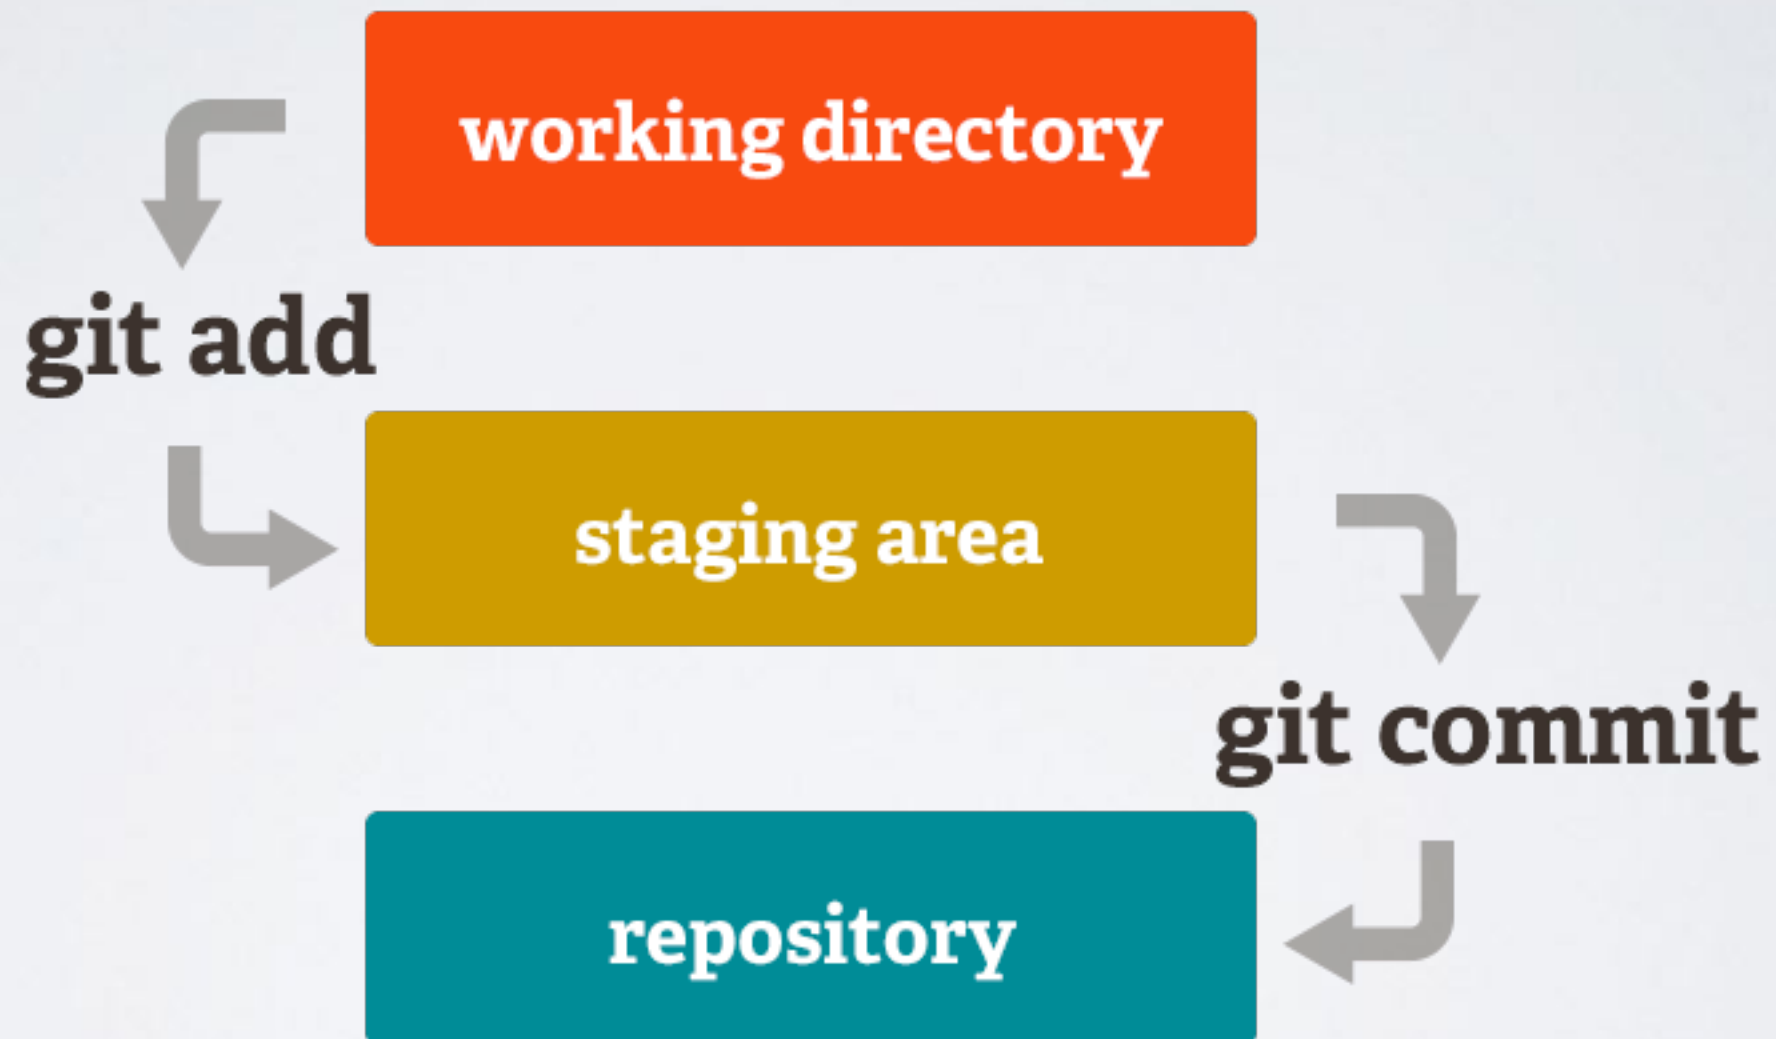 working directory
git add
staging area
git commit
repository